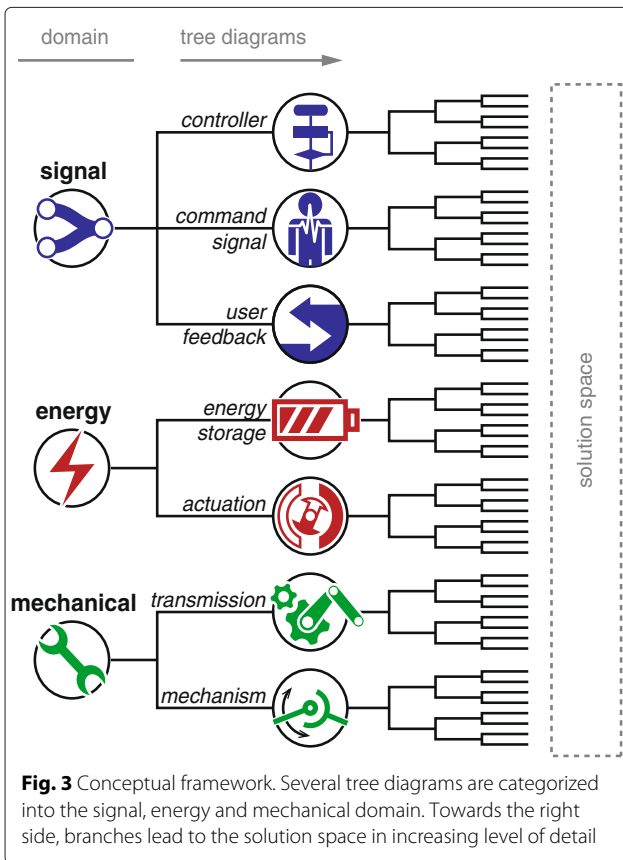 domain
tree diagrams
controller
signal
command
signal
user
feedback
energy
energy
storage
actuation
mechanical
transmission
mechanism
solution space
Fig. 3 Conceptual framework. Several tree diagrams are categorized
into the signal, energy and mechanical domain. Towards the right
side, branches lead to the solution space in increasing level of detail